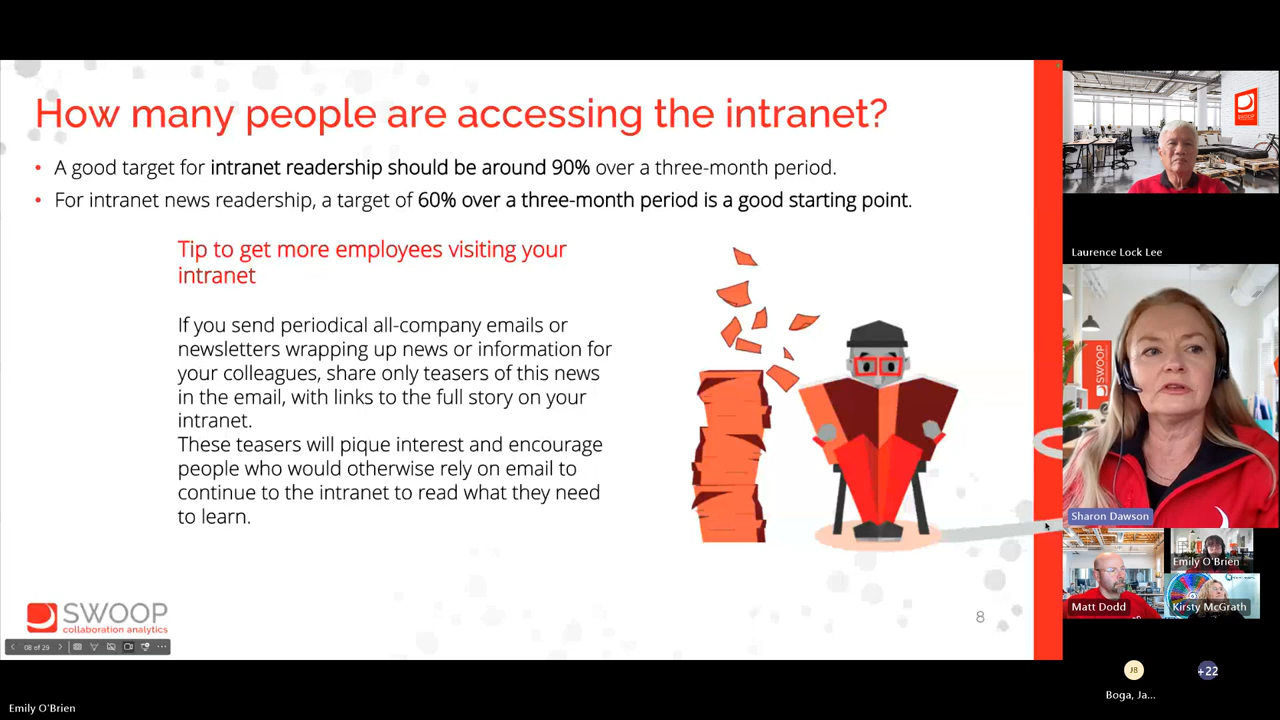 How many people are accessing the intranet?
• A good target for intranet readership should be around 90% over a three-month period.
• For intranet news readership, a target of 60% over a three-month period is a good starting point.
Tip to get more employees visiting your
intranet
If you send periodical all-company emails or
newsletters wrapping up news or information for
your colleagues, share only teasers of this news
in the email, with links to the full story on your
intranet.
These teasers will pique interest and encourage
people who would otherwise rely on email to
continue to the intranet to read what they need
to learn.
SWOOP
collaboration analytics
8
08 of 29
Laurence Lock Lee
SWOOP
Sharon Dawson
Emily O'Brien
Matt Dodd
Kirsty McGrath
JB
+22
Boga, Ja...
Emily O'Brien